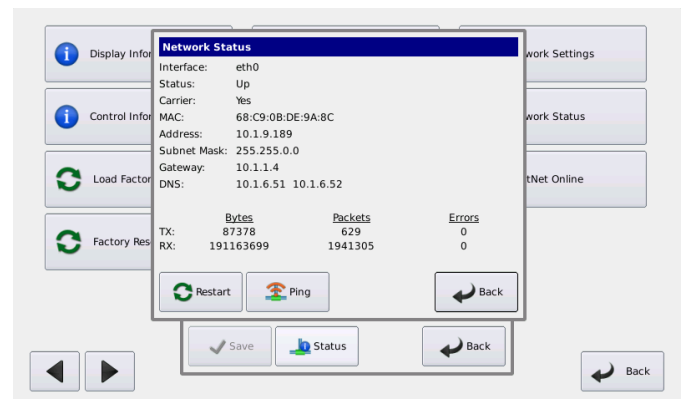 Display Infor
work Settings
Control Infor
work Status
Load Factor
tNet Online
Factory Res
Network Status
Interface: eth0
Status: Up
Carrier: Yes
MAC: 68:C9:0B:DE:9A:8C
Address: 10.1.9.189
Subnet Mask: 255.255.0.0
Gateway: 10.1.1.4
DNS: 10.1.6.51 10.1.6.52
Bytes Packets Errors
TX: 87378 629 0
RX: 191163699 1941305 0
Restart Ping Back
Save Status Back
Back